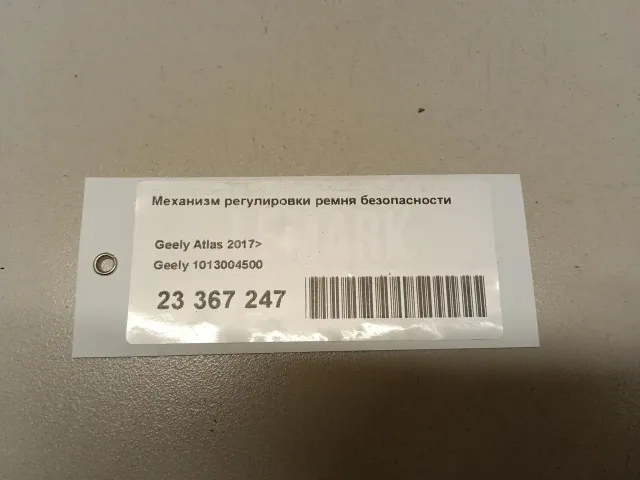 Механизм регулировки ремня безопасности
Geely Atlas 2017>
Geely 1013004500
23 367 247